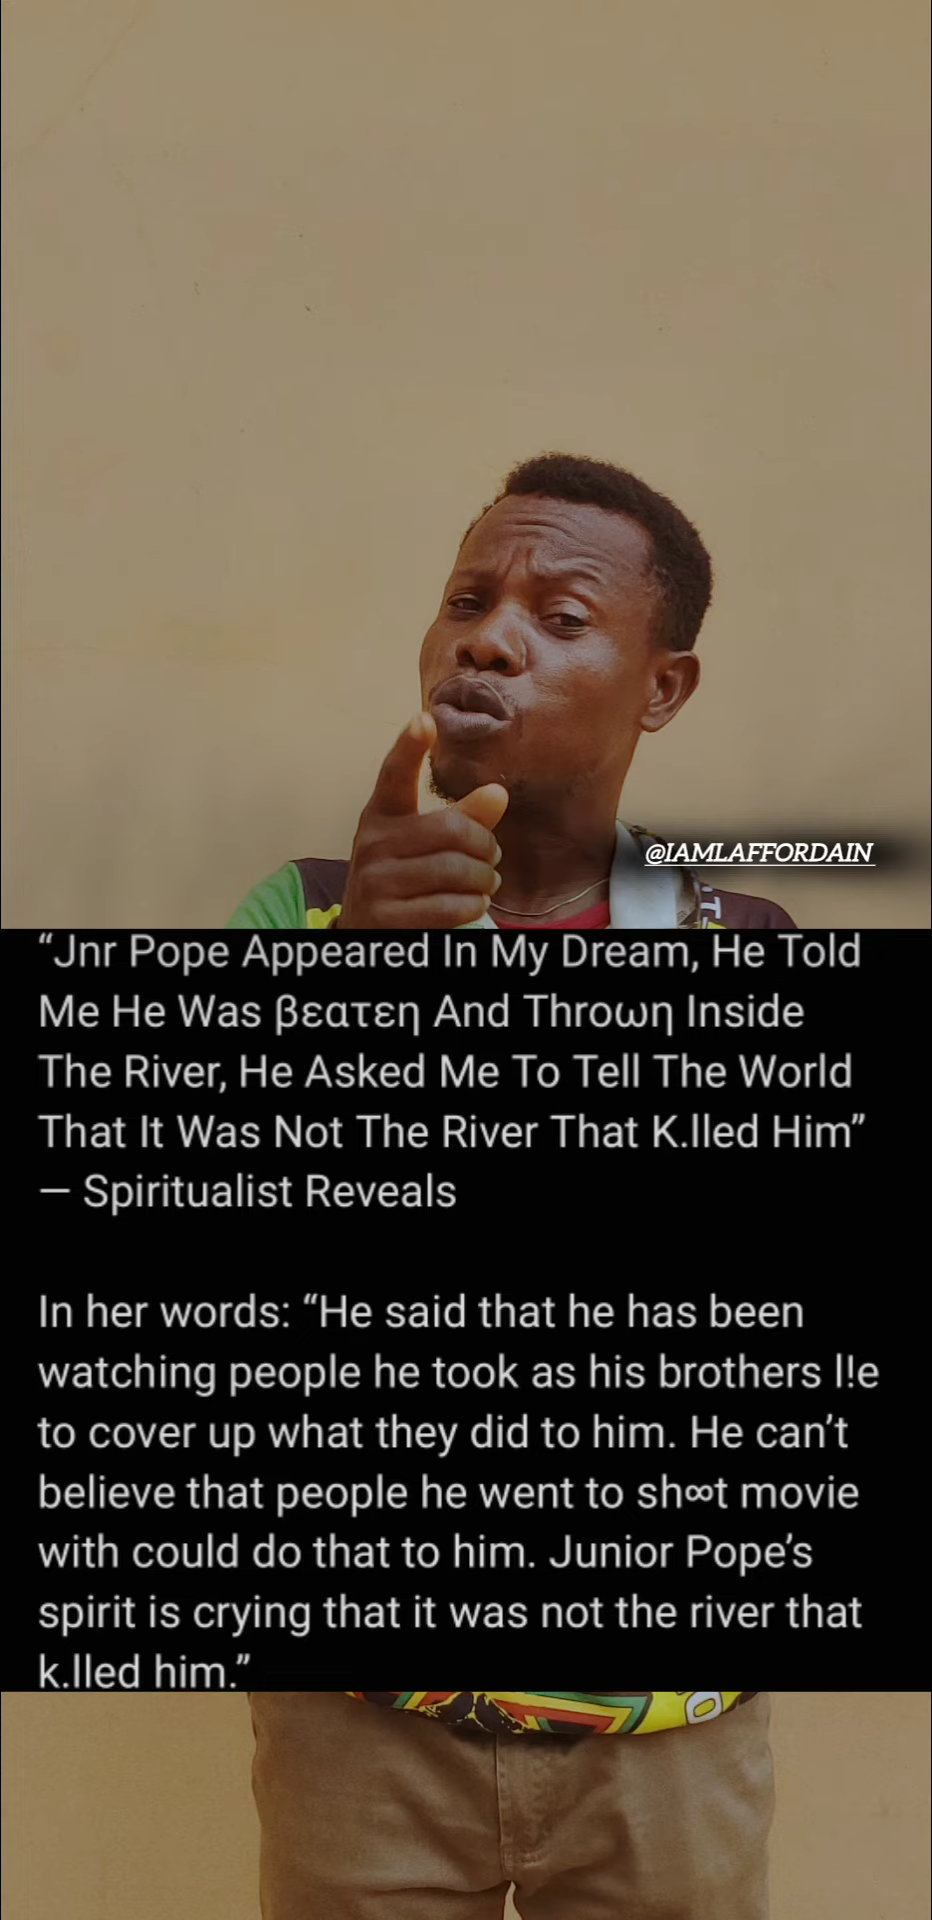 @IAMLAFFORDAIN
“Jnr Pope Appeared In My Dream, He Told
Me He Was βεατεη And Throωη Inside
The River, He Asked Me To Tell The World
That It Was Not The River That K.lled Him”
— Spiritualist Reveals
In her words: “He said that he has been
watching people he took as his brothers l!e
to cover up what they did to him. He can’t
believe that people he went to sh∞t movie
with could do that to him. Junior Pope’s
spirit is crying that it was not the river that
k.lled him.”